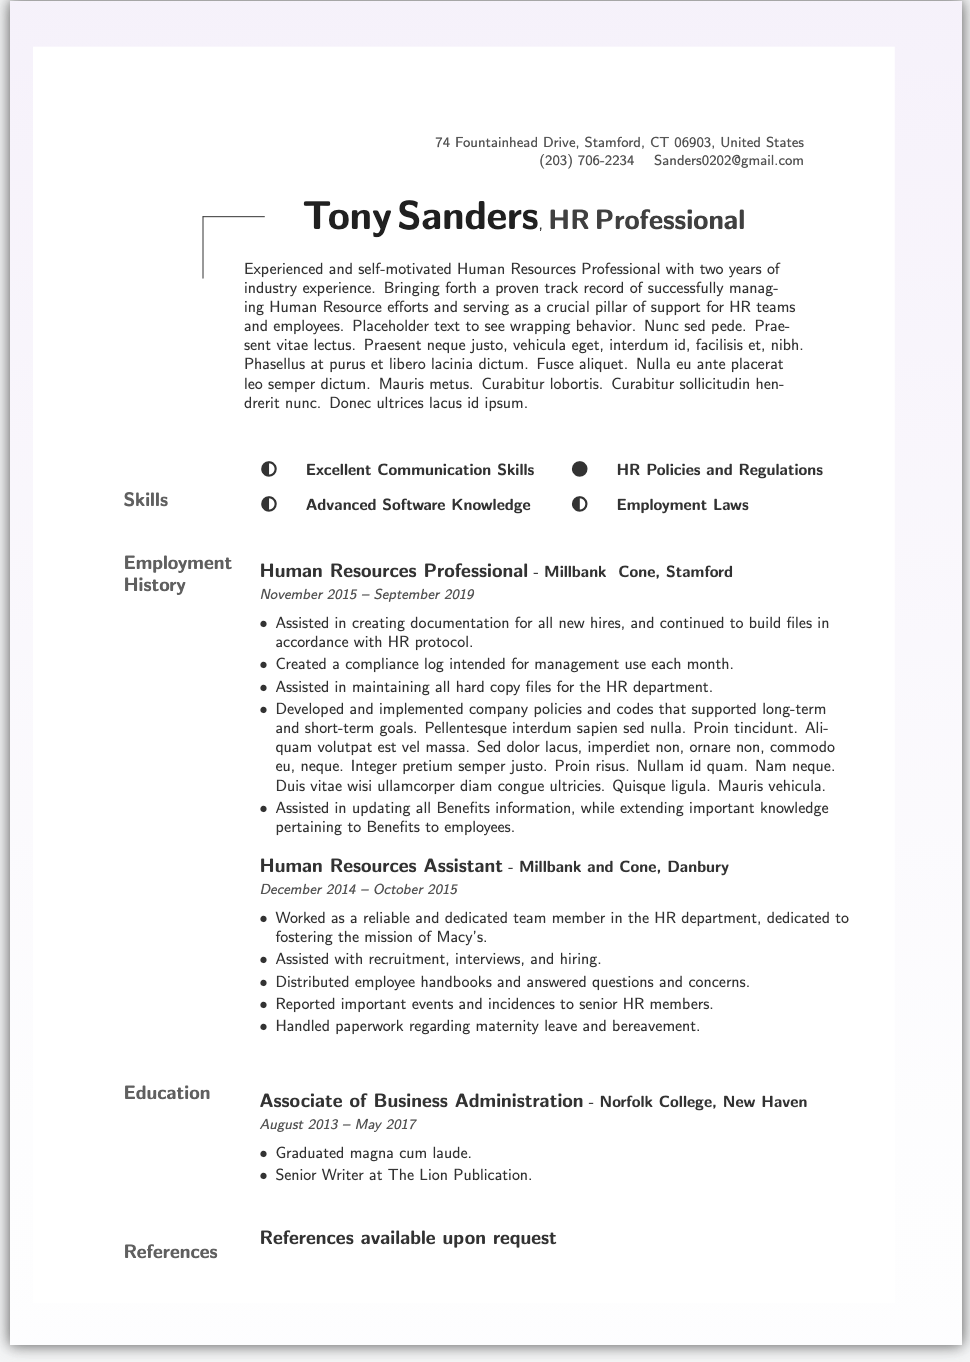 74 Fountainhead Drive, Stamford, CT 06903, United States
(203) 706-2234 Sanders0202@gmail.com
Tony Sanders, HR Professional
Experienced and self-motivated Human Resources Professional with two years of
industry experience. Bringing forth a proven track record of successfully manag-
ing Human Resource efforts and serving as a crucial pillar of support for HR teams
and employees. Placeholder text to see wrapping behavior. Nunc sed pede. Prae-
sent vitae lectus. Praesent neque justo, vehicula eget, interdum id, facilisis et, nibh.
Phasellus at purus et libero lacinia dictum. Fusce aliquet. Nulla eu ante placerat
leo semper dictum. Mauris metus. Curabitur lobortis. Curabitur sollicitudin hen-
drerit nunc. Donec ultrices lacus id ipsum.
Skills
Excellent Communication Skills
HR Policies and Regulations
Advanced Software Knowledge
Employment Laws
Employment
History
Human Resources Professional - Millbank Cone, Stamford
November 2015 – September 2019
• Assisted in creating documentation for all new hires, and continued to build files in
accordance with HR protocol.
• Created a compliance log intended for management use each month.
• Assisted in maintaining all hard copy files for the HR department.
• Developed and implemented company policies and codes that supported long-term
and short-term goals. Pellentesque interdum sapien sed nulla. Proin tincidunt. Ali-
quam volutpat est vel massa. Sed dolor lacus, imperdiet non, ornare non, commodo
eu, neque. Integer pretium semper justo. Proin risus. Nullam id quam. Nam neque.
Duis vitae wisi ullamcorper diam congue ultricies. Quisque ligula. Mauris vehicula.
• Assisted in updating all Benefits information, while extending important knowledge
pertaining to Benefits to employees.
Human Resources Assistant - Millbank and Cone, Danbury
December 2014 – October 2015
• Worked as a reliable and dedicated team member in the HR department, dedicated to
fostering the mission of Macy's.
• Assisted with recruitment, interviews, and hiring.
• Distributed employee handbooks and answered questions and concerns.
• Reported important events and incidences to senior HR members.
• Handled paperwork regarding maternity leave and bereavement.
Education
Associate of Business Administration - Norfolk College, New Haven
August 2013 – May 2017
• Graduated magna cum laude.
• Senior Writer at The Lion Publication.
References
References available upon request